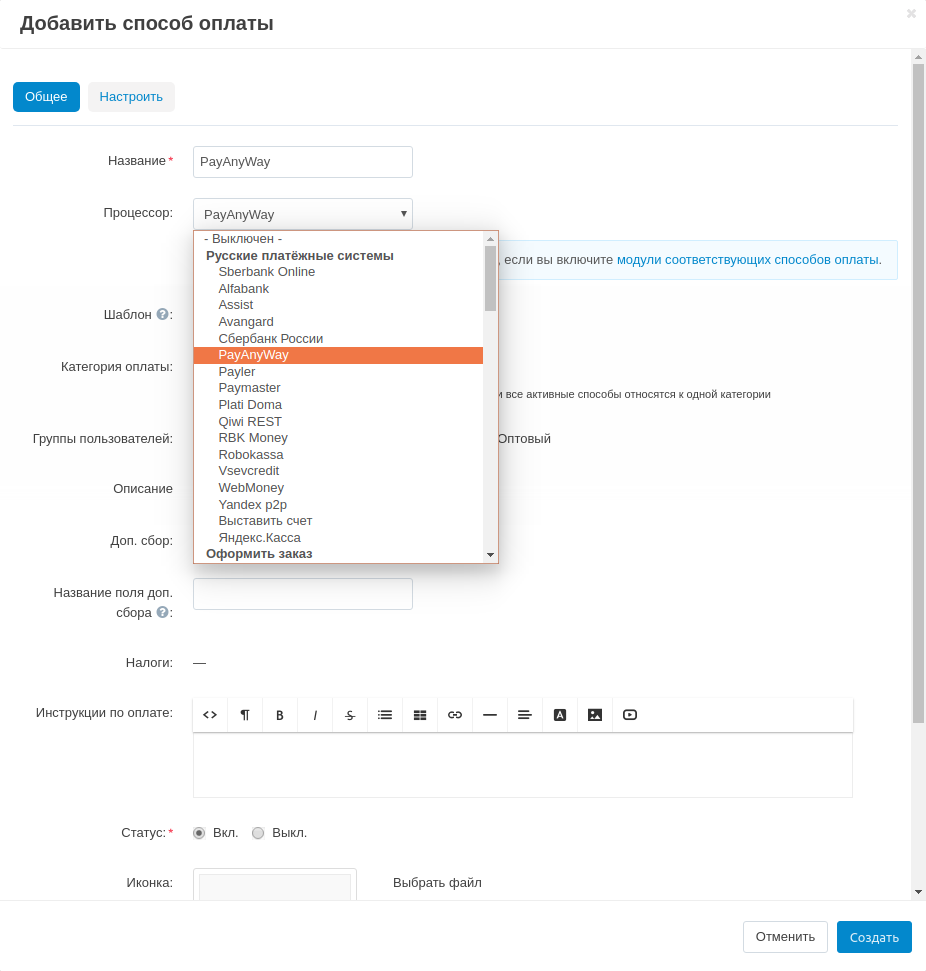 Добавить способ оплаты
Общее
Настроить
Название*
PayAnyWay
Процессор:
PayAnyWay
- Выключен -
Русские платёжные системы
Sberbank Online
Alfabank
Assist
Avangard
Сбербанк России
PayAnyWay
Payler
Paymaster
Plati Doma
Qiwi REST
RBK Money
Robokassa
Vsevcredit
WebMoney
Yandex p2p
Выставить счет
Яндекс.Касса
Оформить заказ
, если вы включите модули соответствующих способов оплаты.
Шаблон ?:
Категория оплаты:
все активные способы относятся к одной категории
Группы пользователей:
Оптовый
Описание
Доп. сбор:
Название поля доп.
сбора ?:
Налоги:
—
Инструкции по оплате:
<> ¶ B I S A
Статус:*
Вкл.
Выкл.
Иконка:
Выбрать файл
Отменить
Создать